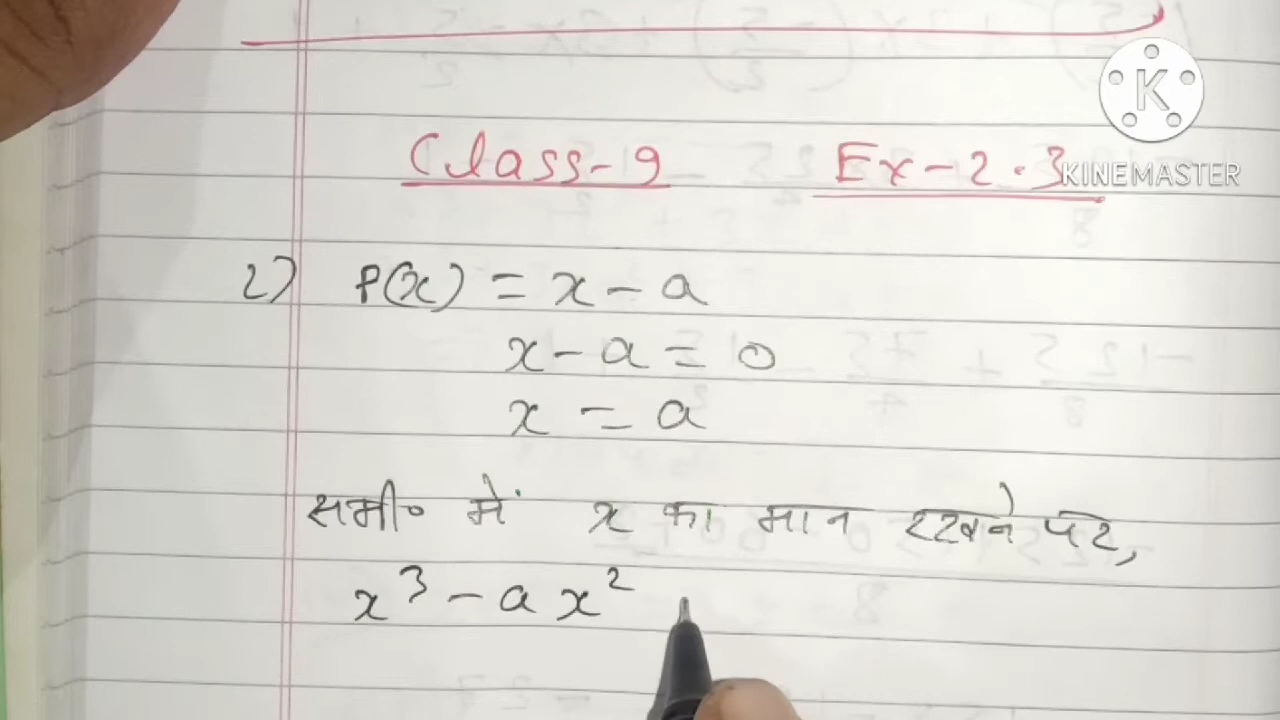 Class-9 Ex-2.3
K
KINEMASTER
2) P(x) = x - a
x - a = 0
x = a
समी० में x का मान रखने पर,
x³ - ax²